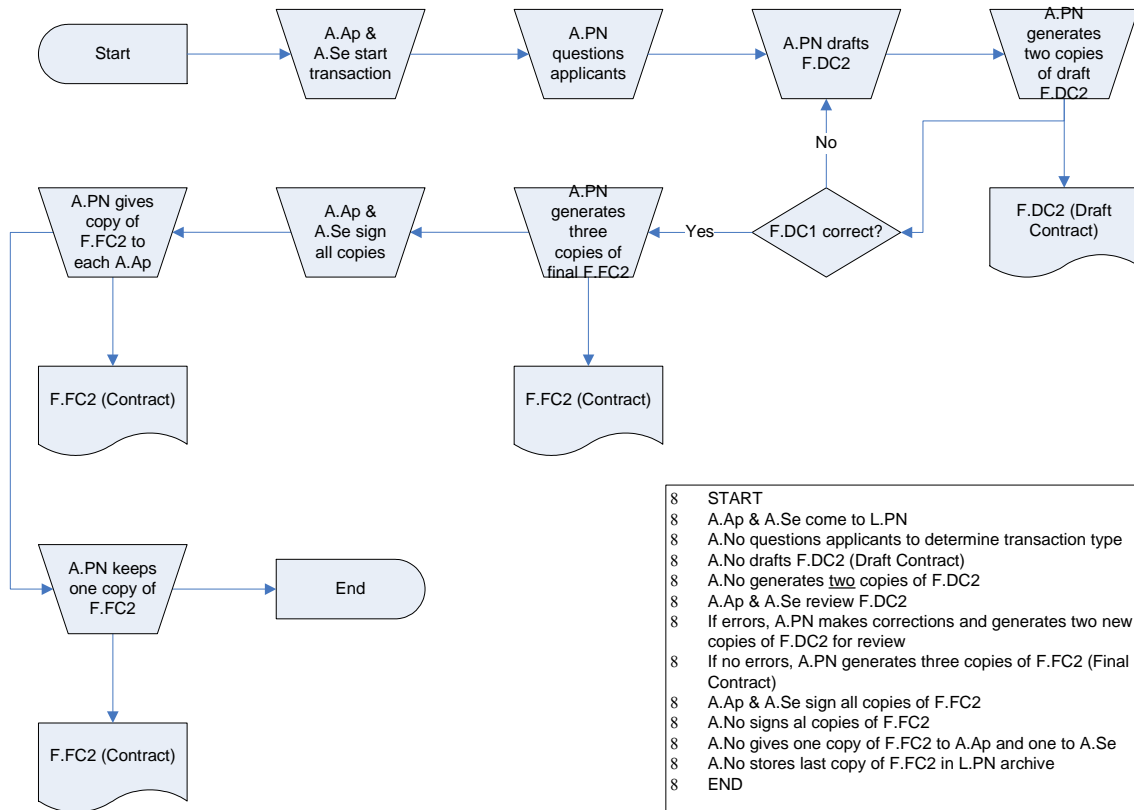 Start
A.Ap &
A.Se start
transaction
A.PN
questions
applicants
A.PN drafts
F.DC2
A.PN
generates
two copies
of draft
F.DC2
No
A.PN gives
copy of
F.FC2 to
each A.Ap
A.Ap &
A.Se sign
all copies
A.PN
generates
three
copies of
final F.FC2
Yes
F.DC1 correct?
F.DC2 (Draft
Contract)
F.FC2 (Contract)
F.FC2 (Contract)
A.PN keeps
one copy of
F.FC2
End
F.FC2 (Contract)
8 START
8 A.Ap & A.Se come to L.PN
8 A.No questions applicants to determine transaction type
8 A.No drafts F.DC2 (Draft Contract)
8 A.No generates two copies of F.DC2
8 A.Ap & A.Se review F.DC2
8 If errors, A.PN makes corrections and generates two new
copies of F.DC2 for review
8 If no errors, A.PN generates three copies of F.FC2 (Final
Contract)
8 A.Ap & A.Se sign all copies of F.FC2
8 A.No signs al copies of F.FC2
8 A.No gives one copy of F.FC2 to A.Ap and one to A.Se
8 A.No stores last copy of F.FC2 in L.PN archive
8 END